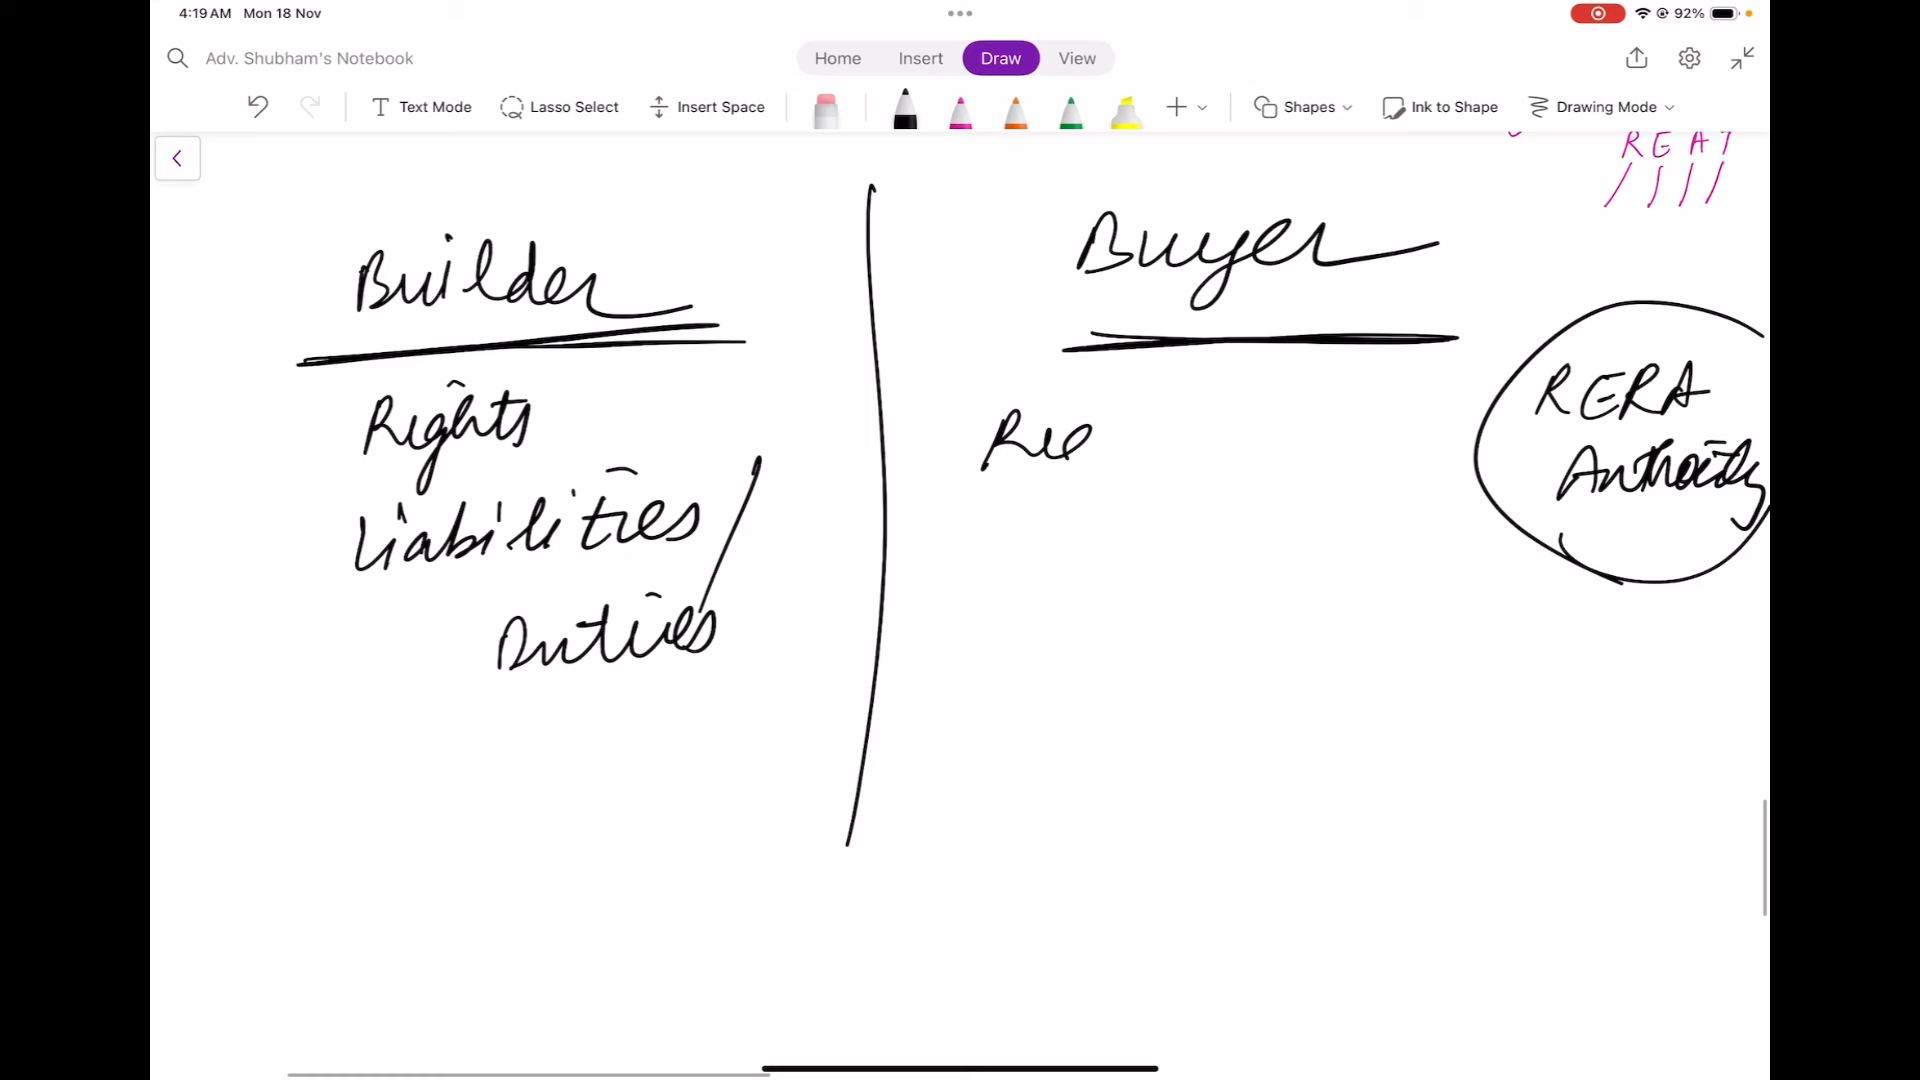 4:19 AM Mon 18 Nov
92%
Adv. Shubham's Notebook
Home Insert Draw View
Text Mode Lasso Select Insert Space Shapes Ink to Shape Drawing Mode
R E A T
Builder
Buyer
Rights
Liabilities
Duties
RERA
Authority